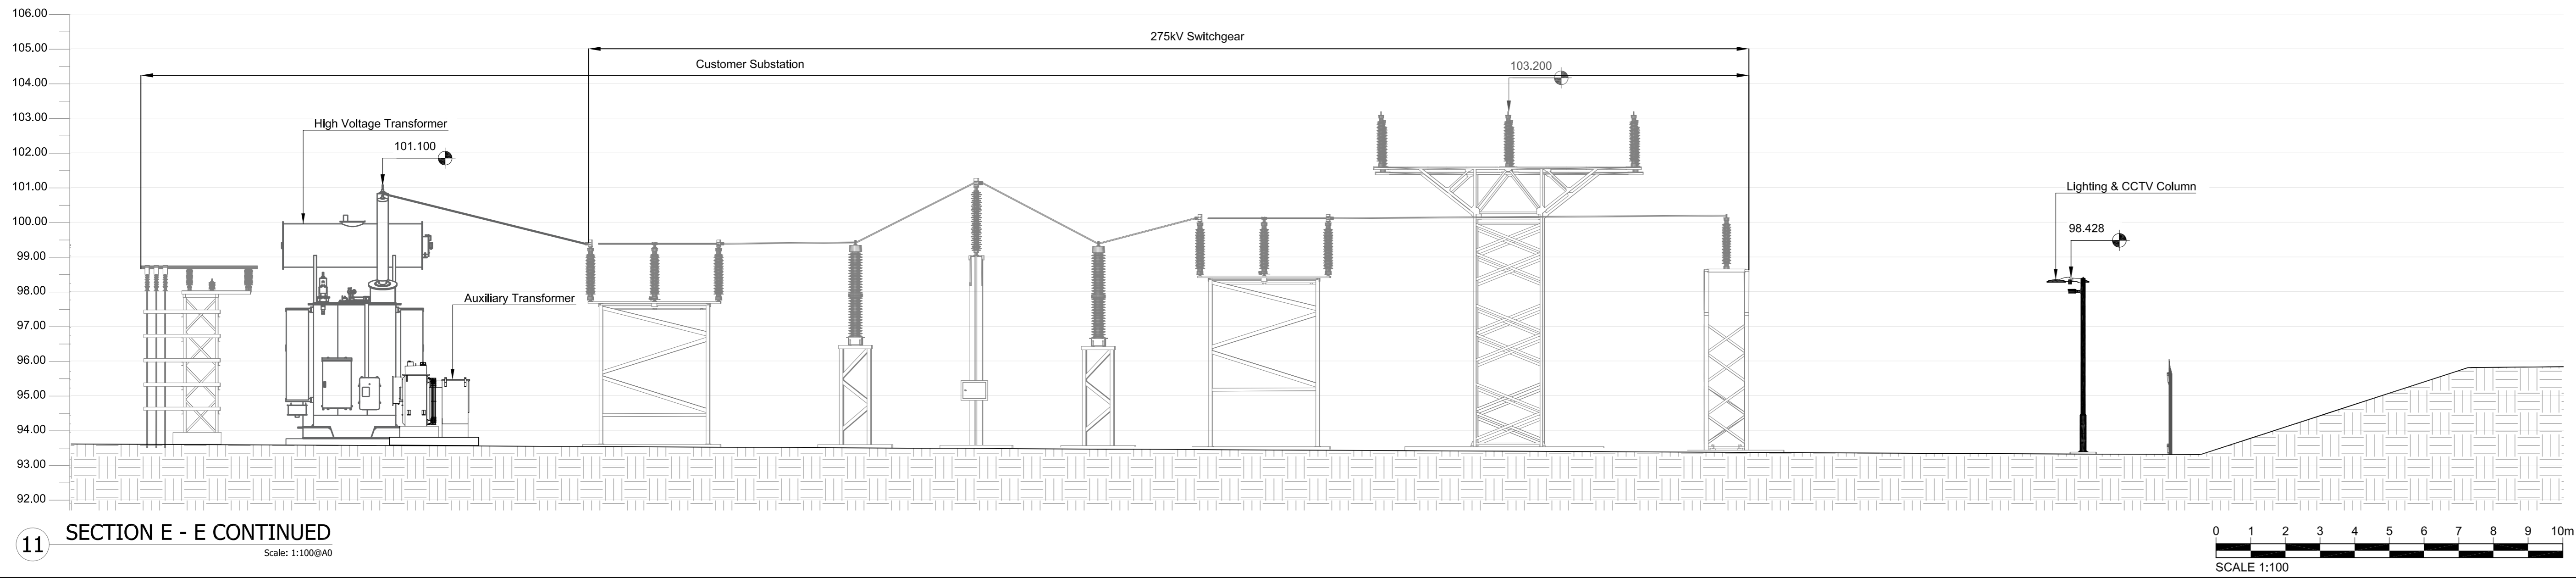 106.00
105.00
104.00
103.00
102.00
101.00
100.00
99.00
98.00
97.00
96.00
95.00
94.00
93.00
92.00
275kV Switchgear
Customer Substation
103.200
High Voltage Transformer
101.100
Lighting & CCTV Column
98.428
Auxiliary Transformer
11 SECTION E - E CONTINUED
Scale: 1:100@A0
0 1 2 3 4 5 6 7 8 9 10m
SCALE 1:100